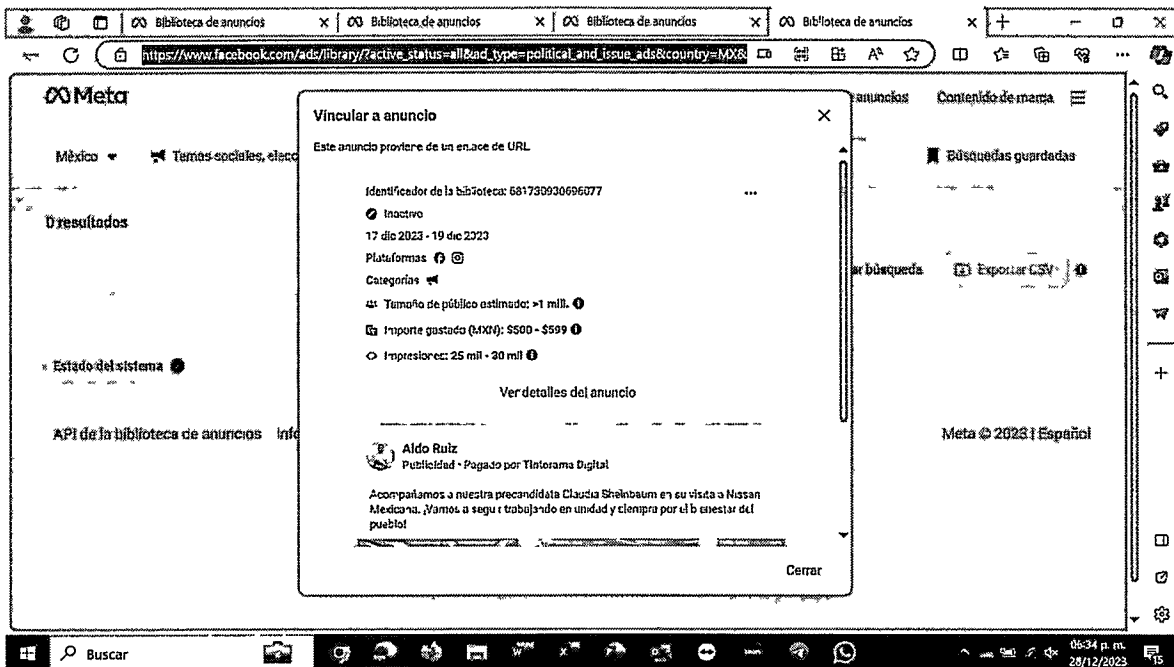 Biblioteca de anuncios
Biblioteca de anuncios
Biblioteca de anuncios
Biblioteca de anuncios
https://www.facebook.com/ads/library/?active_status=all&ad_type=political_and_issue_ads&country=MX&
Meta
anuncios
Contenido de marca
Vincular a anuncio
Este anuncio proviene de un enlace de URL
México
Temas sociales, elecc
Búsquedas guardadas
Identificador de la biblioteca: 681730930696077
Inactivo
0 resultados
17 dic 2023 - 19 dic 2023
Plataformas
ar búsqueda
Exportar CSV
Categorías
Tamaño de público estimado: >1 mill.
Importe gastado (MXN): $500 - $599
Impresiones: 25 mil - 30 mil
Estado del sistema
Ver detalles del anuncio
API de la biblioteca de anuncios
Info
Meta © 2023 | Español
Aldo Ruiz
Publicidad • Pagado por Tintorama Digital
Acompañamos a nuestra precandidata Claudia Sheinbaum en su visita a Nissan
Mexicana. ¡Vamos a seguir trabajando en unidad y siempre por el bienestar del
pueblo!
Cerrar
Buscar
06:34 p. m.
28/12/2023